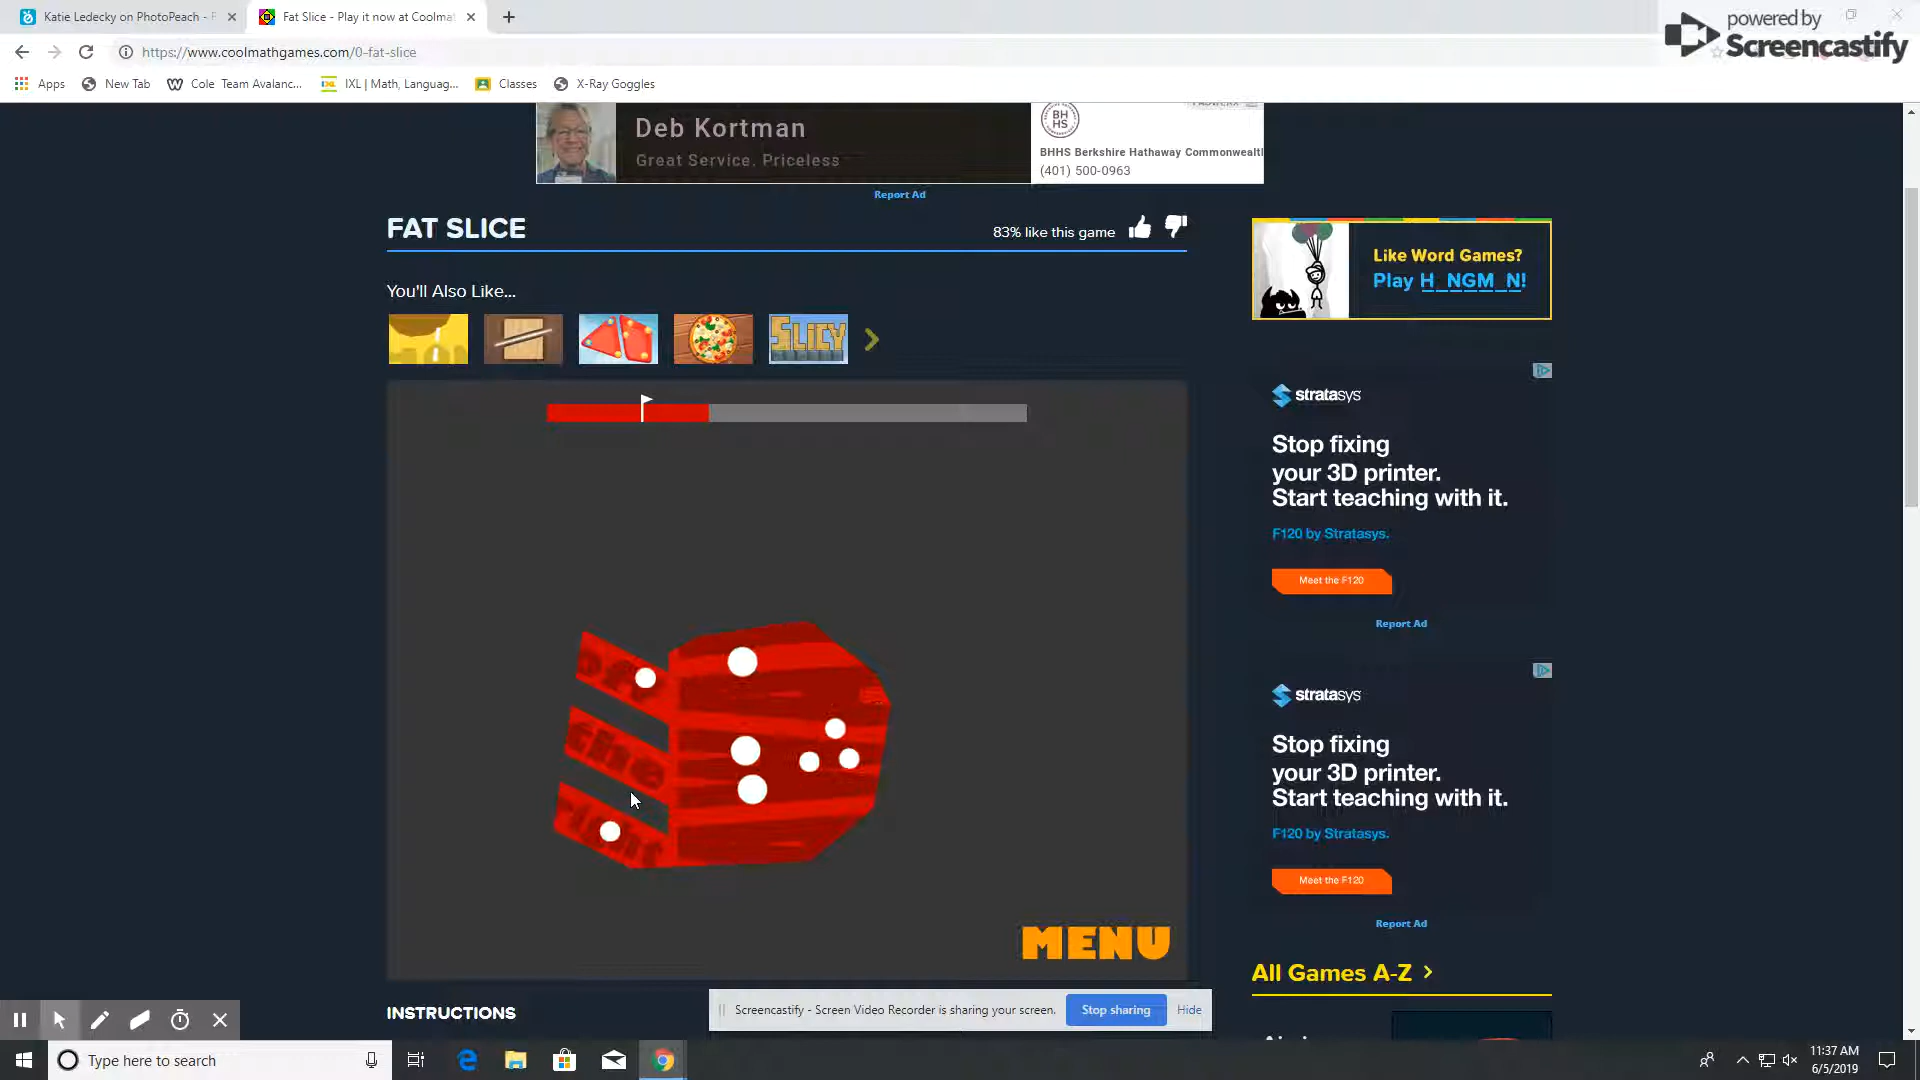 Katie Ledecky on PhotoPeach - F
Fat Slice - Play it now at Coolmat
powered by
Screencastify
https://www.coolmathgames.com/0-fat-slice
Apps
New Tab
Cole Team Avalanc...
IXL | Math, Languag...
Classes
X-Ray Goggles
Deb Kortman
Great Service. Priceless
BH
HS
BHHS Berkshire Hathaway Commonwealt
(401) 500-0963
Report Ad
FAT SLICE
83% like this game
You'll Also Like...
SLICY
Like Word Games?
Play H_NGM_N!
stratasys
Stop fixing
your 3D printer.
Start teaching with it.
F120 by Stratasys.
Meet the F120
Report Ad
stratasys
Stop fixing
your 3D printer.
Start teaching with it.
F120 by Stratasys.
Meet the F120
Report Ad
off
the
MENU
All Games A-Z >
INSTRUCTIONS
Screencastify - Screen Video Recorder is sharing your screen.
Stop sharing
Hide
Type here to search
11:37 AM
6/5/2019